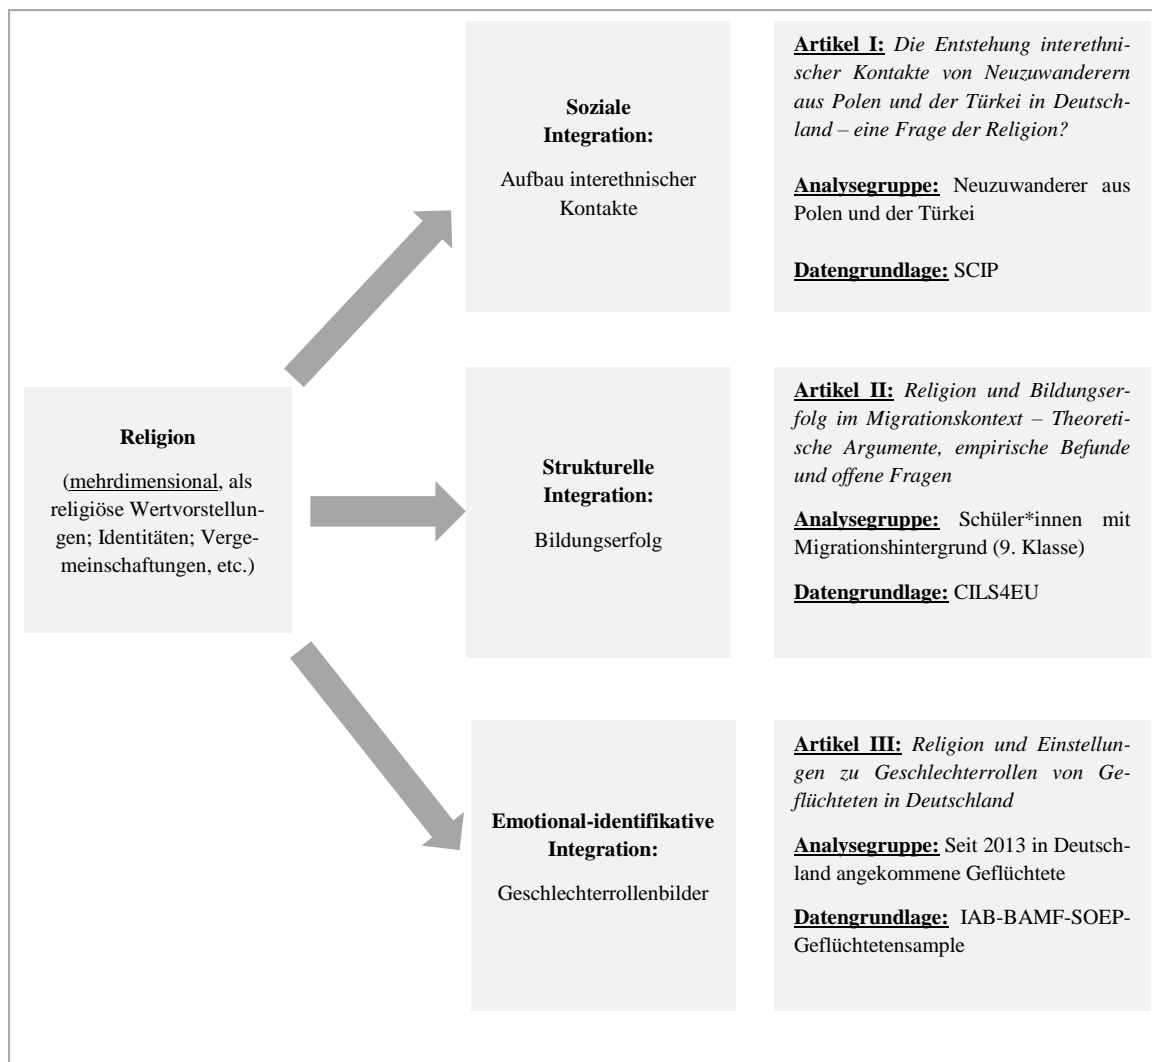 Religion
(mehrdimensional, als
religiöse Wertvorstellun-
gen; Identitäten; Verge-
meinschaftungen, etc.)
Soziale
Integration:
Aufbau interethnischer
Kontakte
Artikel I: Die Entstehung interethni-
scher Kontakte von Neuzuwanderern
aus Polen und der Türkei in Deutsch-
land – eine Frage der Religion?
Analysegruppe: Neuzuwanderer aus
Polen und der Türkei
Datengrundlage: SCIP
Strukturelle
Integration:
Bildungserfolg
Artikel II: Religion und Bildungser-
folg im Migrationskontext – Theoreti-
sche Argumente, empirische Befunde
und offene Fragen
Analysegruppe: Schüler*innen mit
Migrationshintergrund (9. Klasse)
Datengrundlage: CILS4EU
Emotional-identifikative
Integration:
Geschlechterrollenbilder
Artikel III: Religion und Einstellun-
gen zu Geschlechterrollen von Ge-
flüchteten in Deutschland
Analysegruppe: Seit 2013 in Deutsch-
land angekommene Geflüchtete
Datengrundlage: IAB-BAMF-SOEP-
Geflüchtetensample